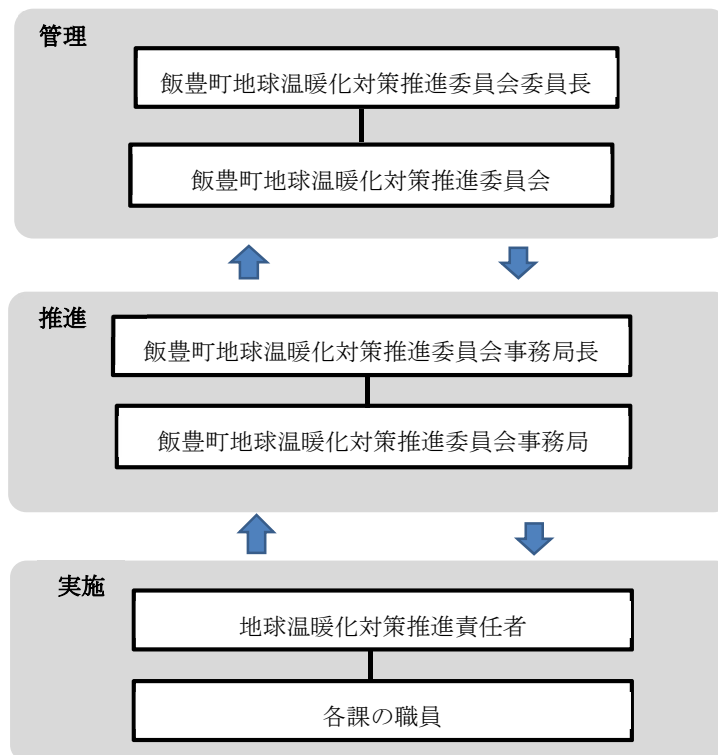 管理
飯豊町地球温暖化対策推進委員会委員長
飯豊町地球温暖化対策推進委員会
推進
飯豊町地球温暖化対策推進委員会事務局長
飯豊町地球温暖化対策推進委員会事務局
実施
地球温暖化対策推進責任者
各課の職員